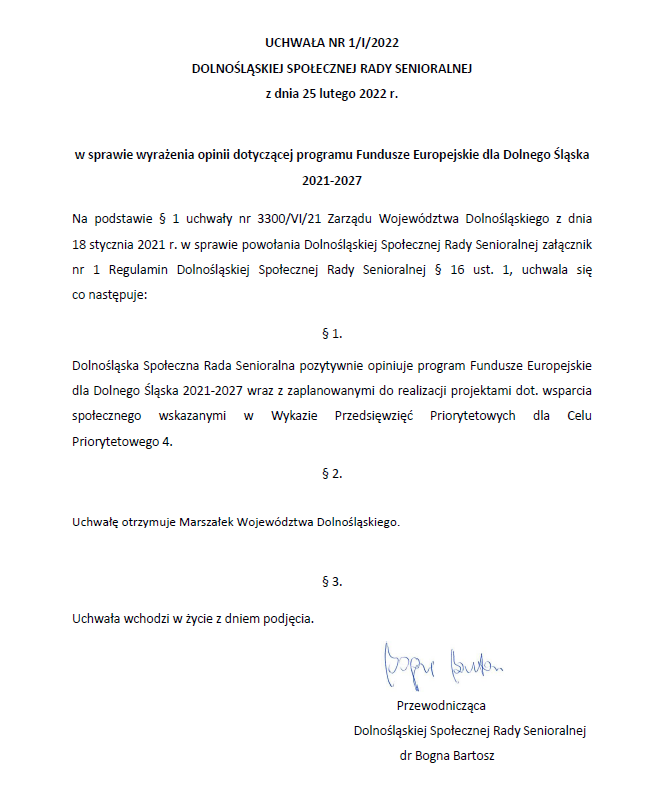 UCHWAŁA NR 1/I/2022
DOLNOŚLĄSKIEJ SPOŁECZNEJ RADY SENIORALNEJ
z dnia 25 lutego 2022 r.
w sprawie wyrażenia opinii dotyczącej programu Fundusze Europejskie dla Dolnego Śląska
2021-2027
Na podstawie § 1 uchwały nr 3300/VI/21 Zarządu Województwa Dolnośląskiego z dnia
18 stycznia 2021 r. w sprawie powołania Dolnośląskiej Społecznej Rady Senioralnej załącznik
nr 1 Regulamin Dolnośląskiej Społecznej Rady Senioralnej § 16 ust. 1, uchwala się
co następuje:
§ 1.
Dolnośląska Społeczna Rada Senioralna pozytywnie opiniuje program Fundusze Europejskie
dla Dolnego Śląska 2021-2027 wraz z zaplanowanymi do realizacji projektami dot. wsparcia
społecznego wskazanymi w Wykazie Przedsięwzięć Priorytetowych dla Celu
Priorytetowego 4.
§ 2.
Uchwałę otrzymuje Marszałek Województwa Dolnośląskiego.
§ 3.
Uchwała wchodzi w życie z dniem podjęcia.
Bogna Bartosz
Przewodnicząca
Dolnośląskiej Społecznej Rady Senioralnej
dr Bogna Bartosz